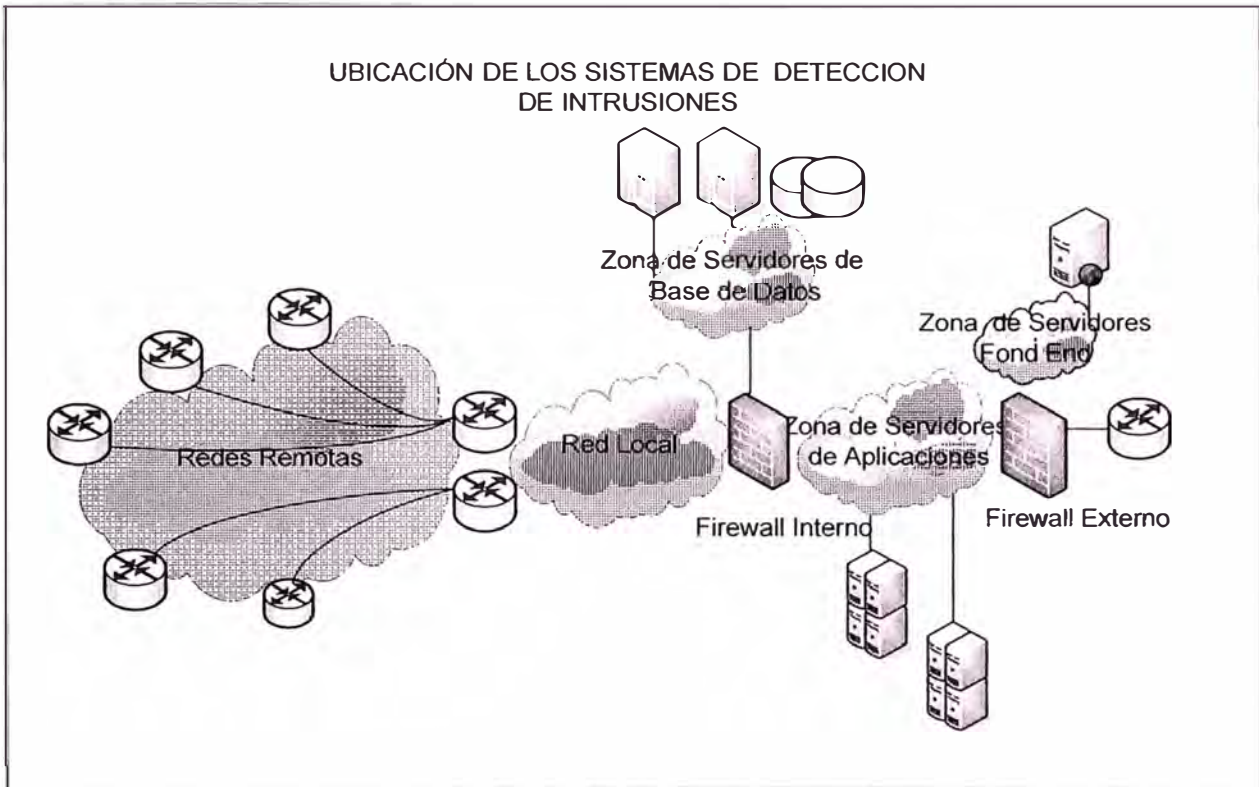 UBICACIÓN DE LOS SISTEMAS DE DETECCION
DE INTRUSIONES
Zona de Servidores de
Base de Datos
Zona de Servidores
Fond End
Redes Remotas
Red Local
Zona de Servidores
de Aplicaciones
Firewall Interno
Firewall Externo